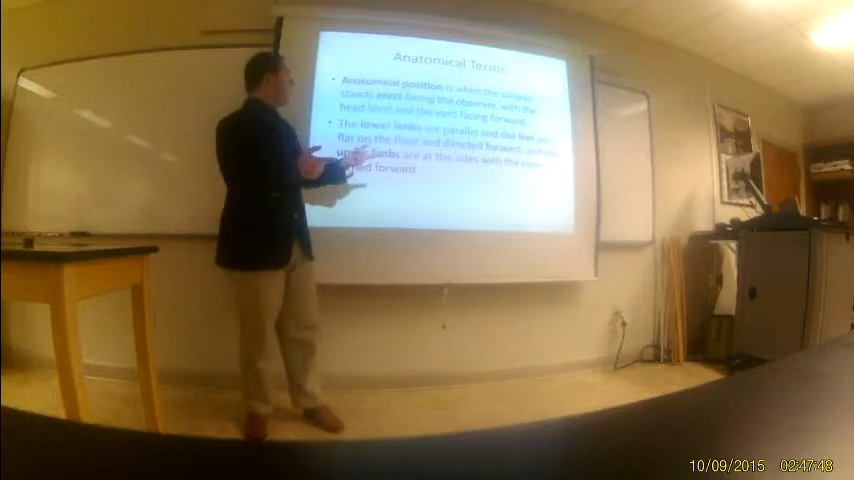 Anatomical Terms
• Anatomical position is when the subject
stands erect facing the observer, with the
head level and the eyes facing forward.
• The lower limbs are parallel and the feet are
flat on the floor and directed forward, and the
upper limbs are at the sides with the
turned forward
10/09/2015 02:47:48